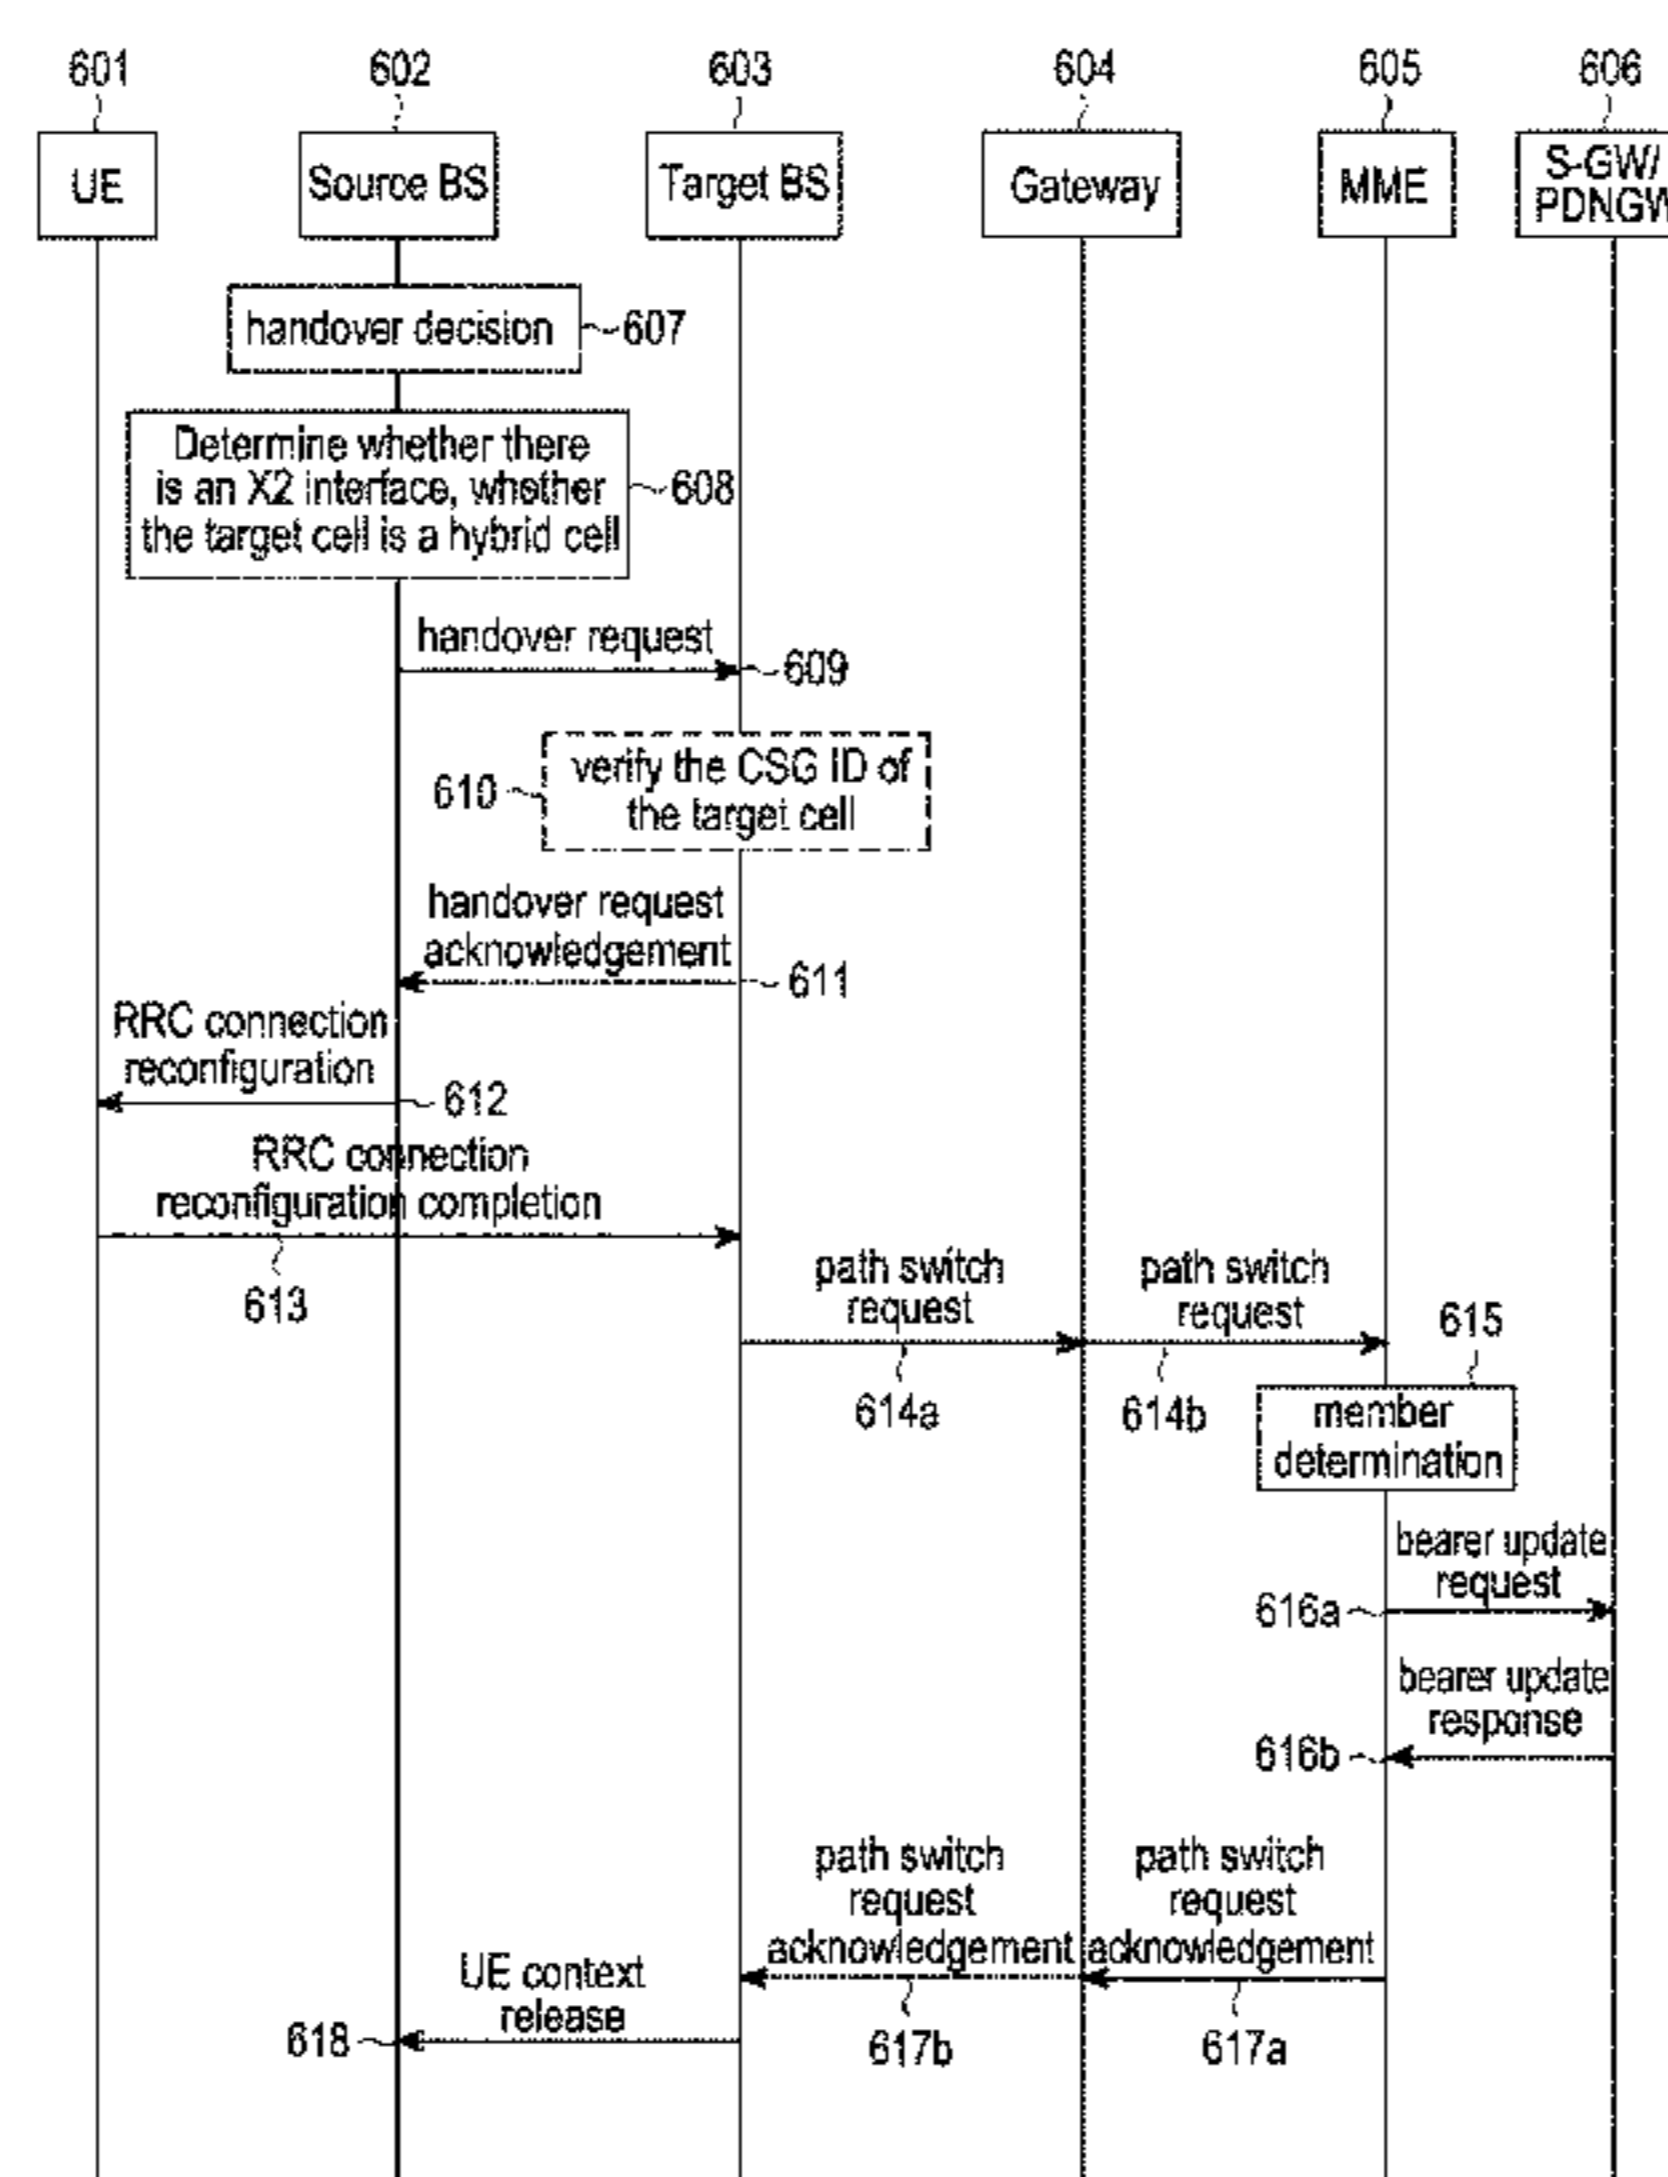 601
602
603
604
605
606
UE
Source BS
Target BS
Gateway
MME
S-GW/
PDNGW
handover decision
607
Determine whether there
is an X2 interface, whether
the target cell is a hybrid cell
608
handover request
609
verify the CSG ID of
the target cell
610
handover request
acknowledgement
611
RRC connection
reconfiguration
612
RRC connection
reconfiguration completion
613
path switch
request
614a
path switch
request
614b
615
member
determination
bearer update
request
616a
bearer update
response
616b
path switch
request
acknowledgement
617b
path switch
request
acknowledgement
617a
UE context
release
618